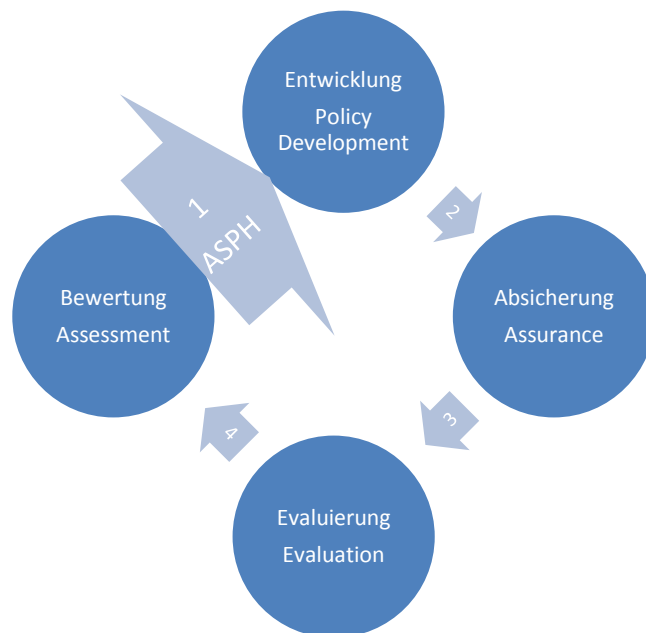 Entwicklung
Policy
Development
1
ASPH
2
Bewertung
Assessment
Absicherung
Assurance
4
3
Evaluierung
Evaluation